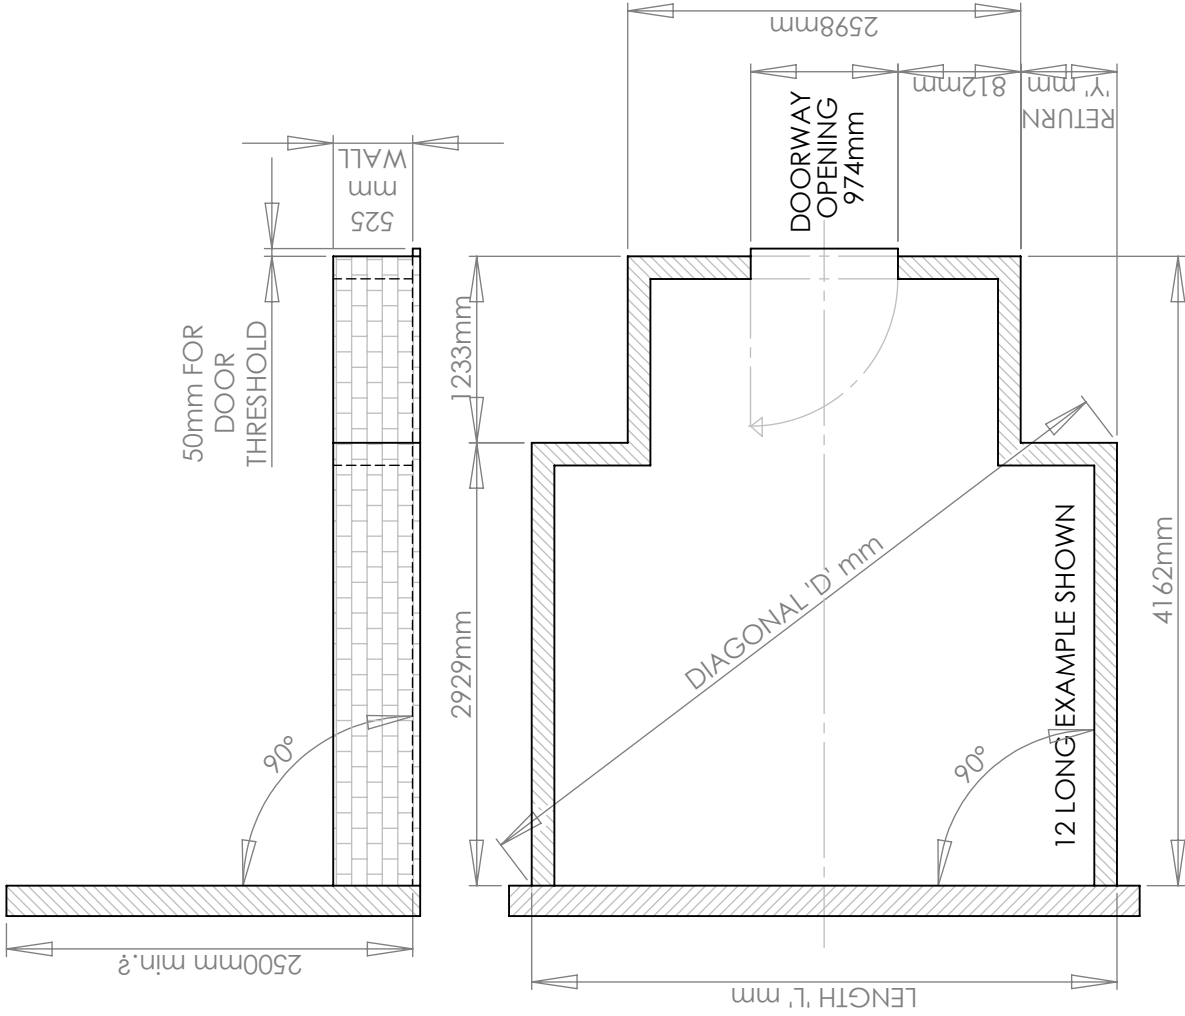 2598mm
812mm
RETURN
'Y' mm
DOORWAY
OPENING
974mm
525
mm
WALL
50mm FOR
DOOR
THRESHOLD
1233mm
2929mm
90°
DIAGONAL 'D' mm
90°
12 LONG EXAMPLE SHOWN
4162mm
2500mm min.?
LENGTH 'L' mm